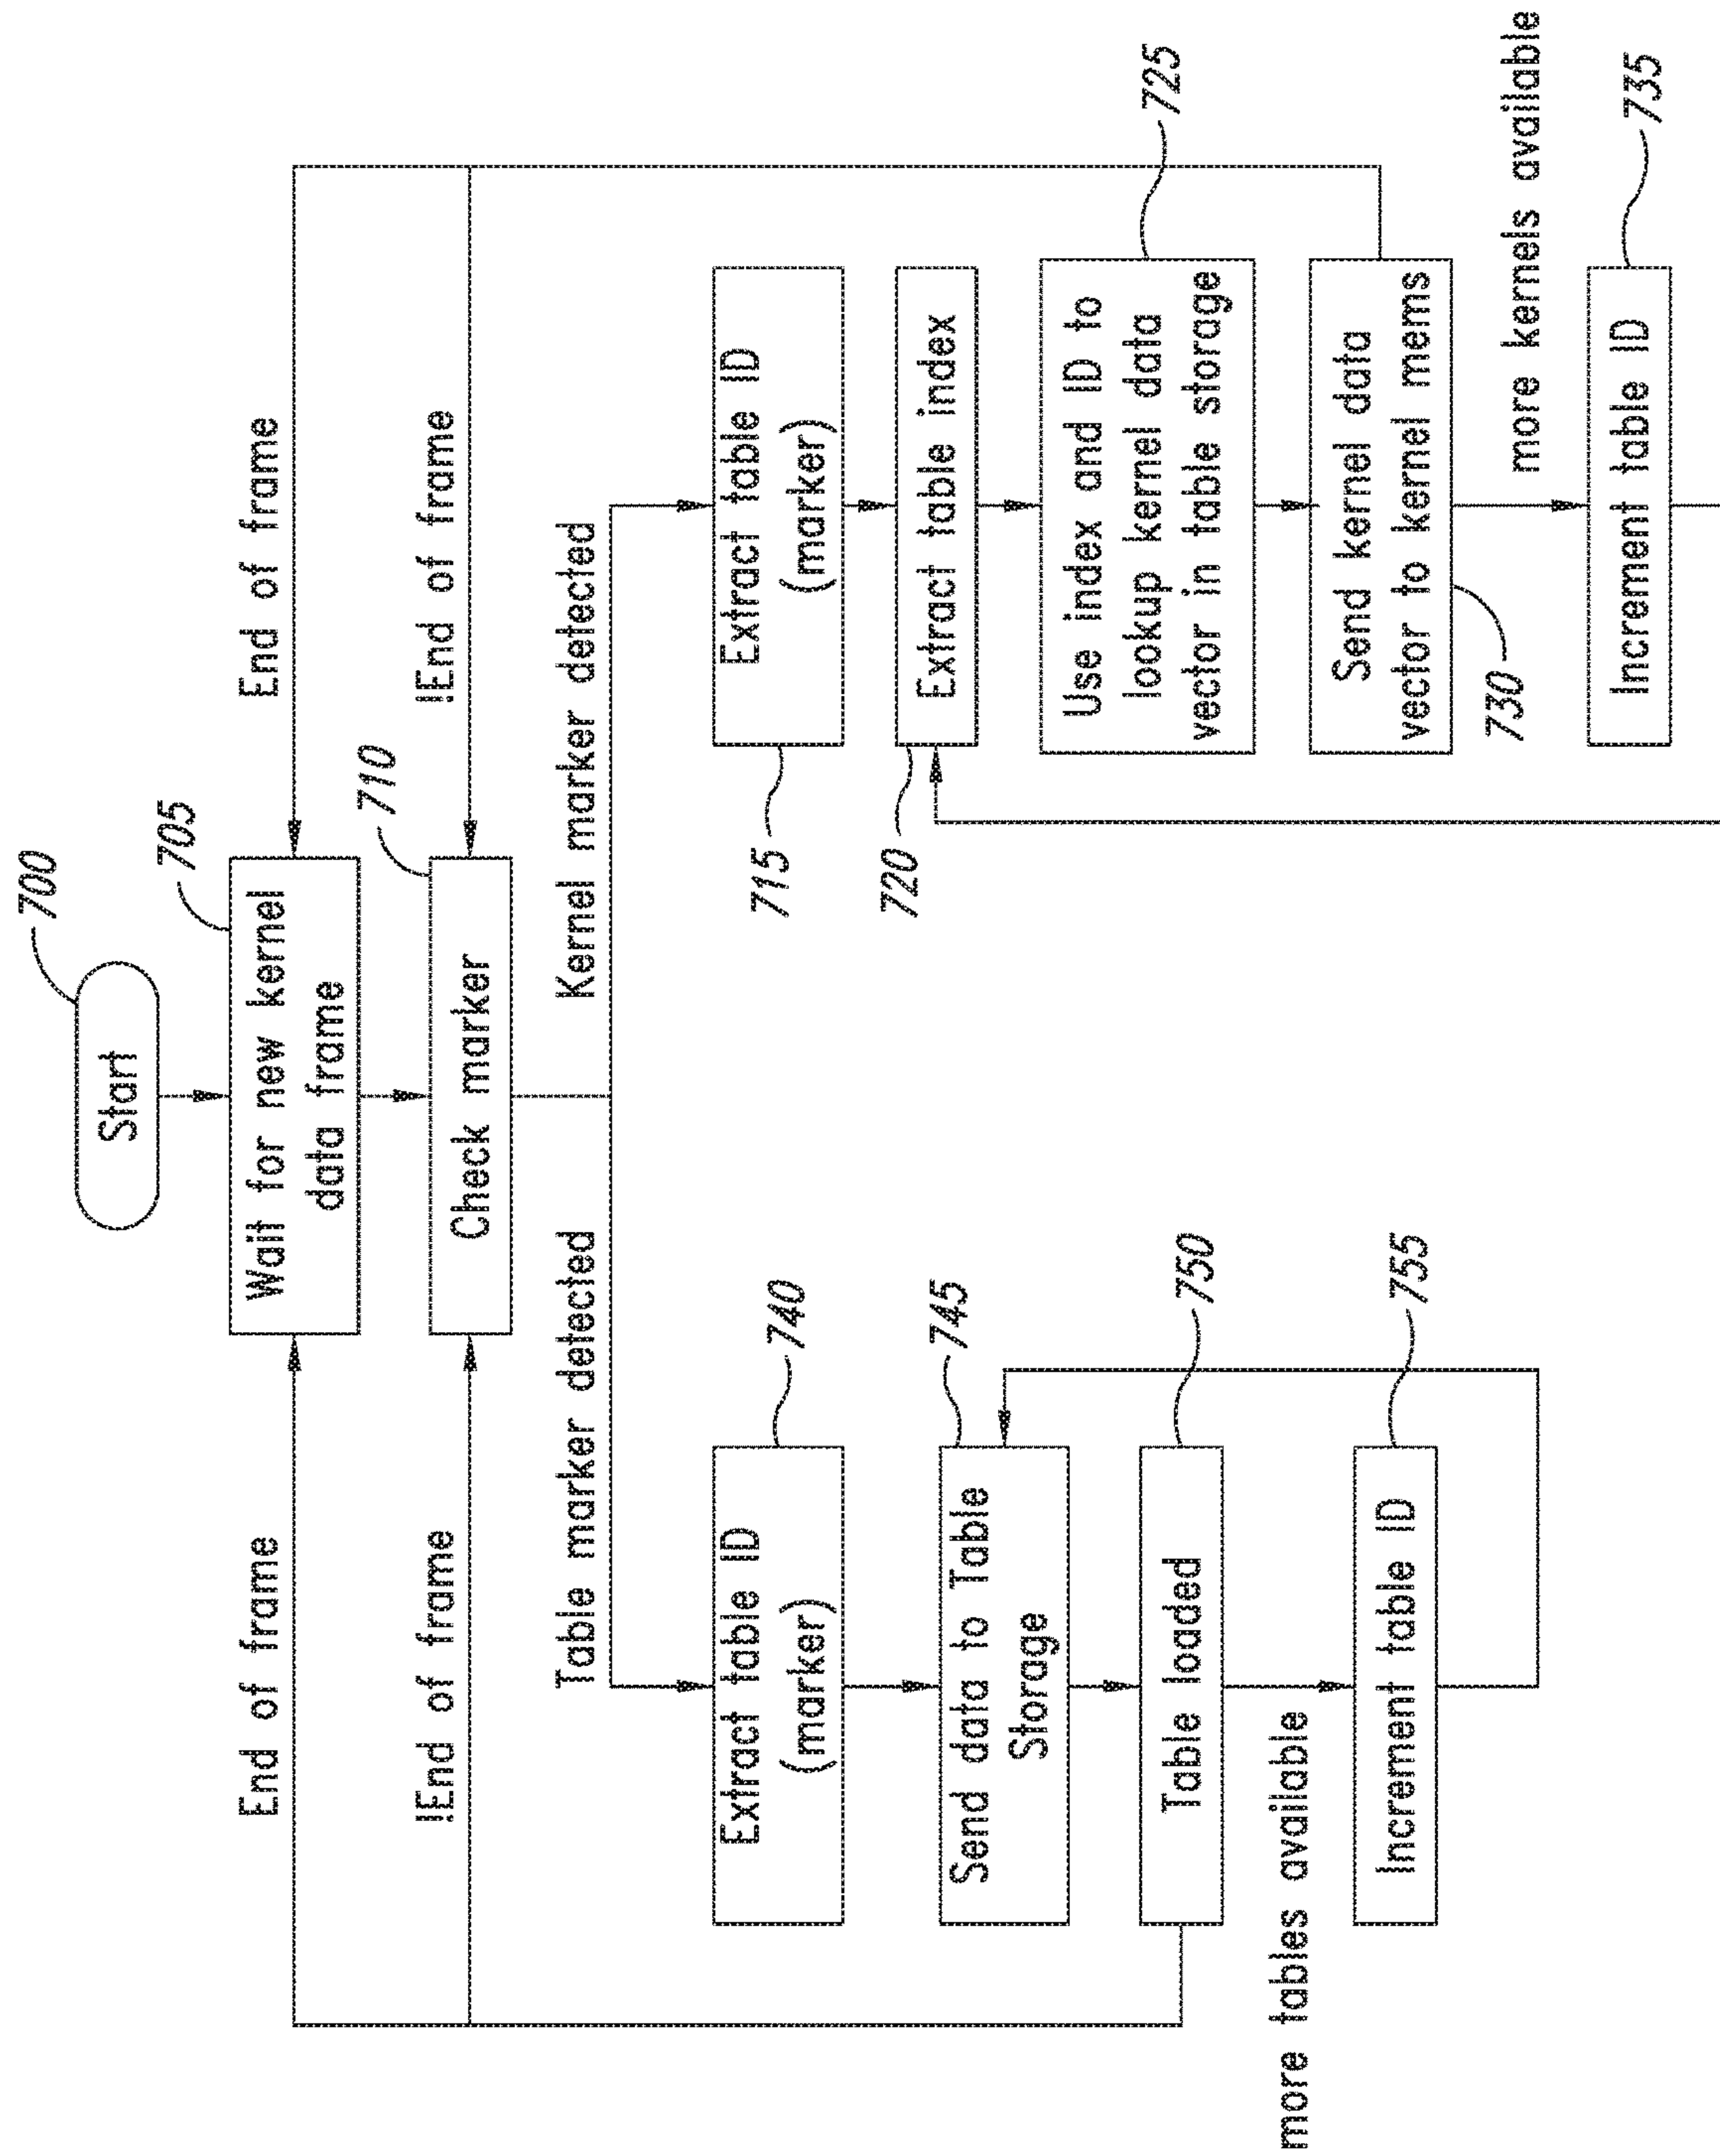 700
Start
705
Wait for new kernel
data frame
End of frame
End of frame
710
Check marker
!End of frame
!End of frame
Table marker detected
Kernel marker detected
740
Extract table ID
(marker)
745
Send data to Table
Storage
750
Table loaded
more tables available
755
Increment table ID
715
Extract table ID
(marker)
720
Extract table index
725
Use index and ID to
lookup kernel data
vector in table storage
Send kernel data
vector to kernel mems
730
more kernels available
735
Increment table ID